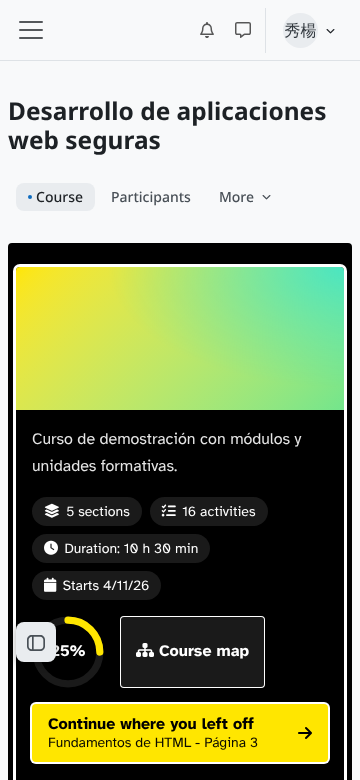 秀楊
Desarrollo de aplicaciones
web seguras
Course
Participants
More
Curso de demostración con módulos y
unidades formativas.
5 sections
16 activities
Duration: 10 h 30 min
Starts 4/11/26
25%
Course map
Continue where you left off
Fundamentos de HTML - Página 3